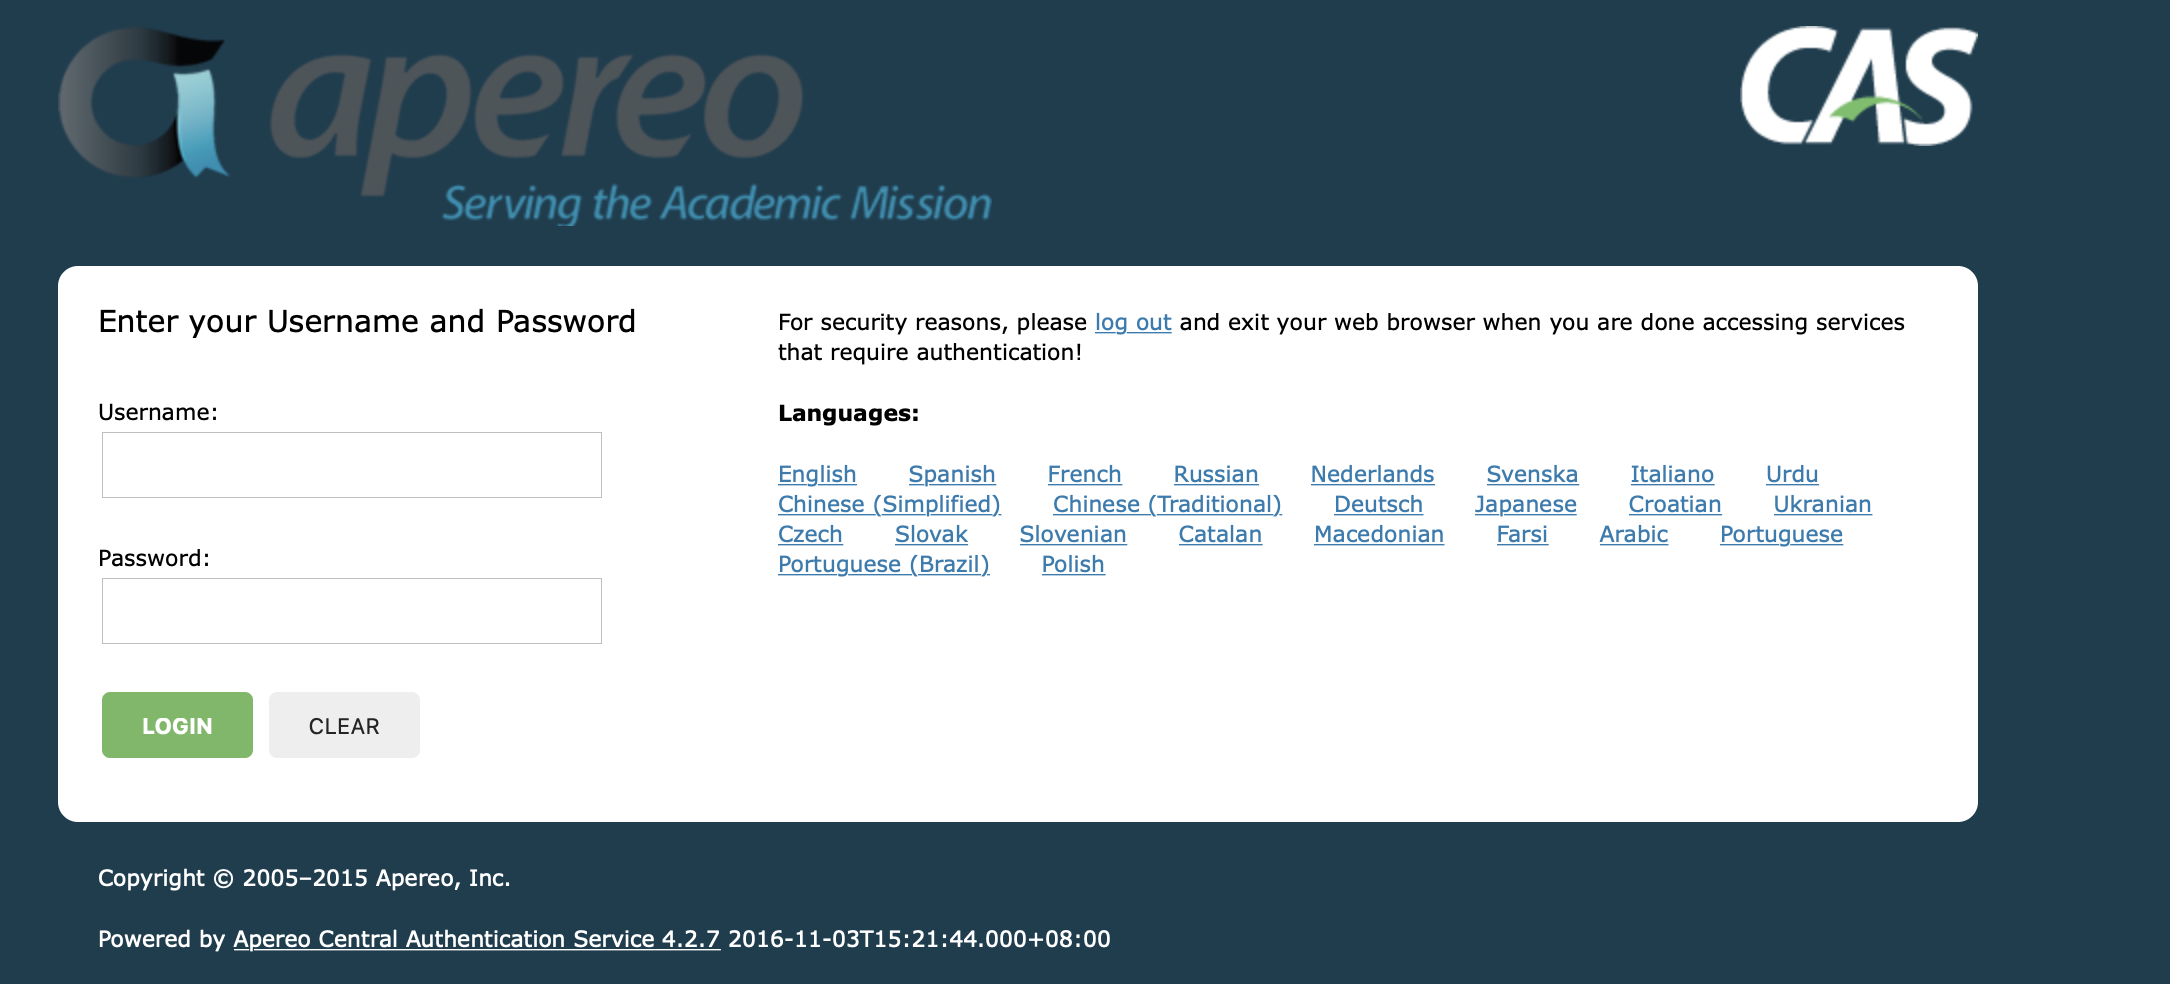 apereo
CAS
Serving the Academic Mission
Enter your Username and Password
Username:
Password:
LOGIN CLEAR
For security reasons, please log out and exit your web browser when you are done accessing services
that require authentication!
Languages:
English Spanish French Russian Nederlands Svenska Italiano Urdu
Chinese (Simplified) Chinese (Traditional) Deutsch Japanese Croatian Ukranian
Czech Slovak Slovenian Catalan Macedonian Farsi Arabic Portuguese
Portuguese (Brazil) Polish
Copyright © 2005–2015 Apereo, Inc.
Powered by Apereo Central Authentication Service 4.2.7 2016-11-03T15:21:44.000+08:00